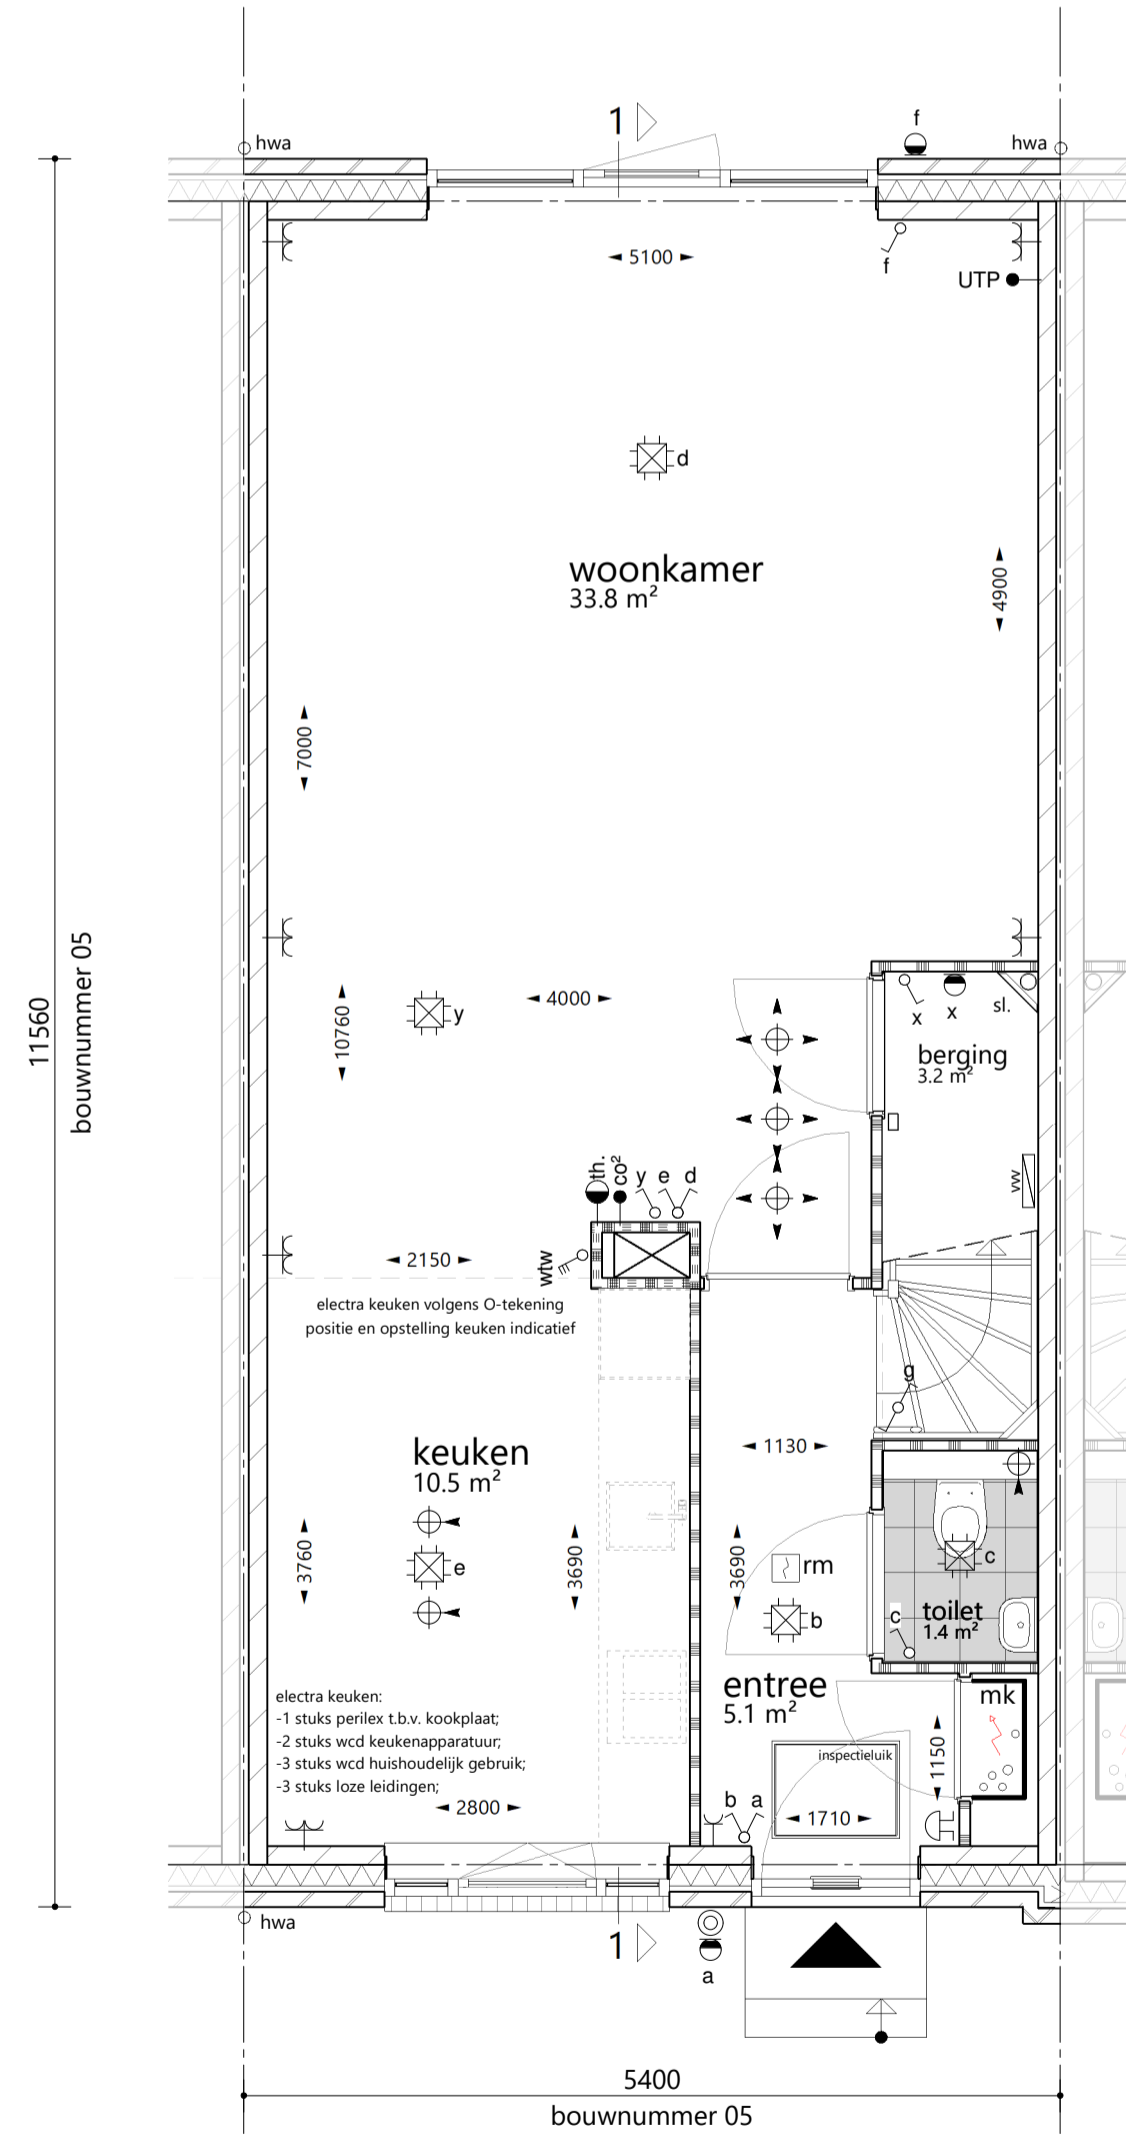 1
f
hwa
hwa
5100
f
UTP
d
woonkamer
33.8 m²
4900
7000
11560
bouwnummer 05
10760
y
4000
x
x
sl.
berging
3.2 m²
th.
co²
y
e
d
vw
wtw
2150
electra keuken volgens O-tekening
positie en opstelling keuken indicatief
g
keuken
10.5 m²
1130
3760
e
3690
3690
rm
b
c
c
toilet
1.4 m²
entree
5.1 m²
mk
electra keuken:
-1 stuks perilex t.b.v. kookplaat;
-2 stuks wcd keukenapparatuur;
-3 stuks wcd huishoudelijk gebruik;
-3 stuks loze leidingen;
inspectieluik
1150
2800
b
a
1710
hwa
1
a
5400
bouwnummer 05